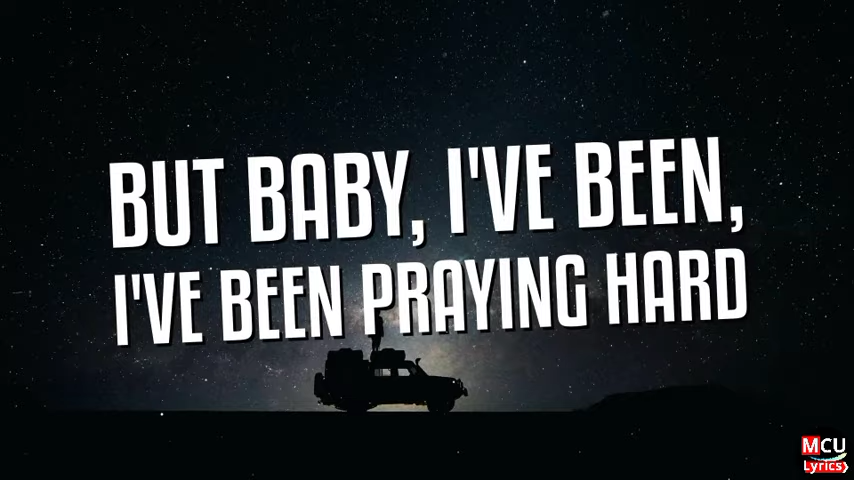 BUT BABY, I'VE BEEN,
I'VE BEEN PRAYING HARD
MCU
Lyrics